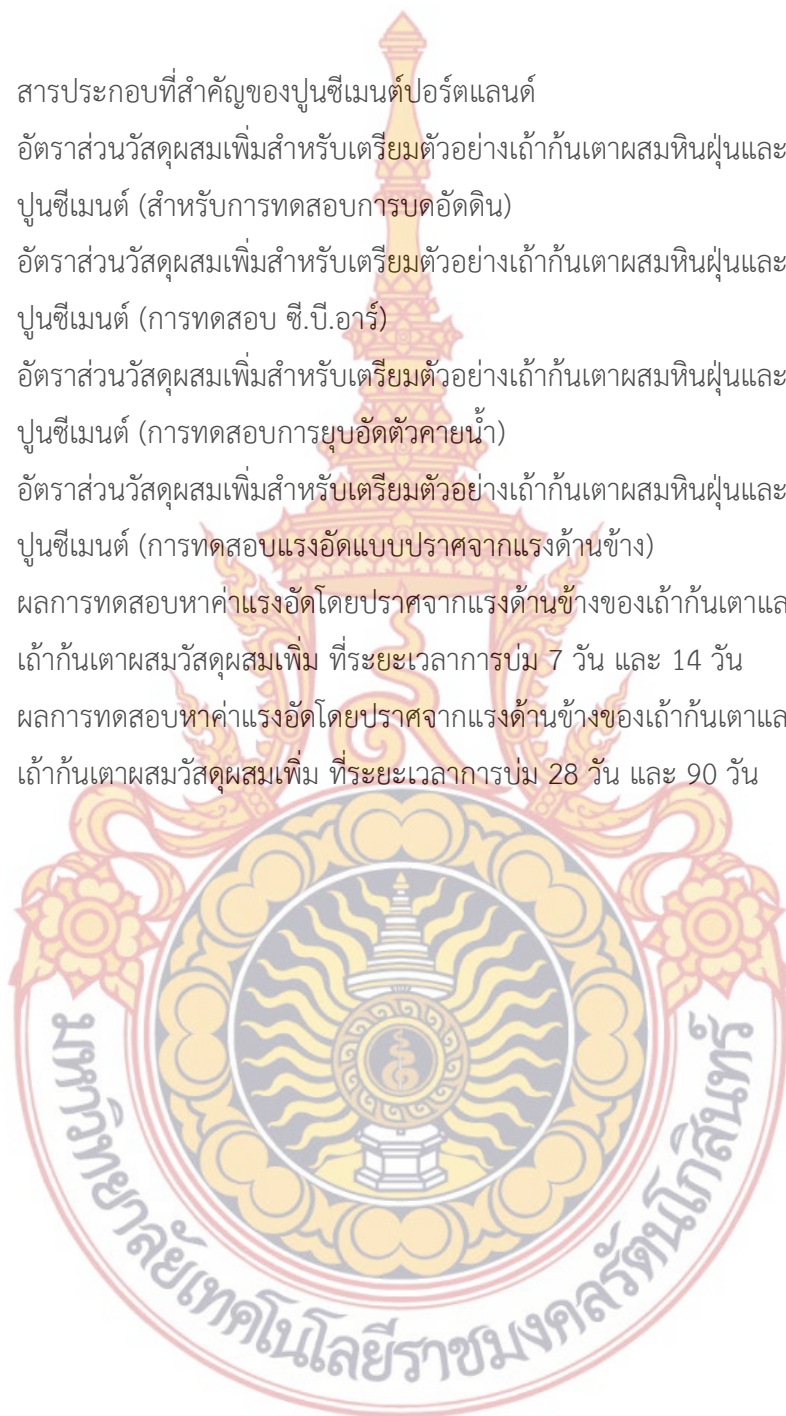 สารประกอบที่สำคัญของปูนซีเมนต์ปอร์ตแลนด์
อัตราส่วนวัสดุผสมเพิ่มสำหรับเตรียมตัวอย่างเถ้าก้นเตาผสมหินฝุ่นและ
ปูนซีเมนต์ (สำหรับการทดสอบการบดอัดดิน)
อัตราส่วนวัสดุผสมเพิ่มสำหรับเตรียมตัวอย่างเถ้าก้นเตาผสมหินฝุ่นและ
ปูนซีเมนต์ (การทดสอบ ซี.บี.อาร์)
อัตราส่วนวัสดุผสมเพิ่มสำหรับเตรียมตัวอย่างเถ้าก้นเตาผสมหินฝุ่นและ
ปูนซีเมนต์ (การทดสอบการยุบอัดตัวคายน้ำ)
อัตราส่วนวัสดุผสมเพิ่มสำหรับเตรียมตัวอย่างเถ้าก้นเตาผสมหินฝุ่นและ
ปูนซีเมนต์ (การทดสอบแรงอัดแบบปราศจากแรงด้านข้าง)
ผลการทดสอบหาค่าแรงอัดโดยปราศจากแรงด้านข้างของเถ้าก้นเตาแล
เถ้าก้นเตาผสมวัสดุผสมเพิ่ม ที่ระยะเวลาการบ่ม 7 วัน และ 14 วัน
ผลการทดสอบหาค่าแรงอัดโดยปราศจากแรงด้านข้างของเถ้าก้นเตาแล
เถ้าก้นเตาผสมวัสดุผสมเพิ่ม ที่ระยะเวลาการบ่ม 28 วัน และ 90 วัน
มหาวิทยาลัยเทคโนโลยีราชมงคลรัตนโกสินทร์